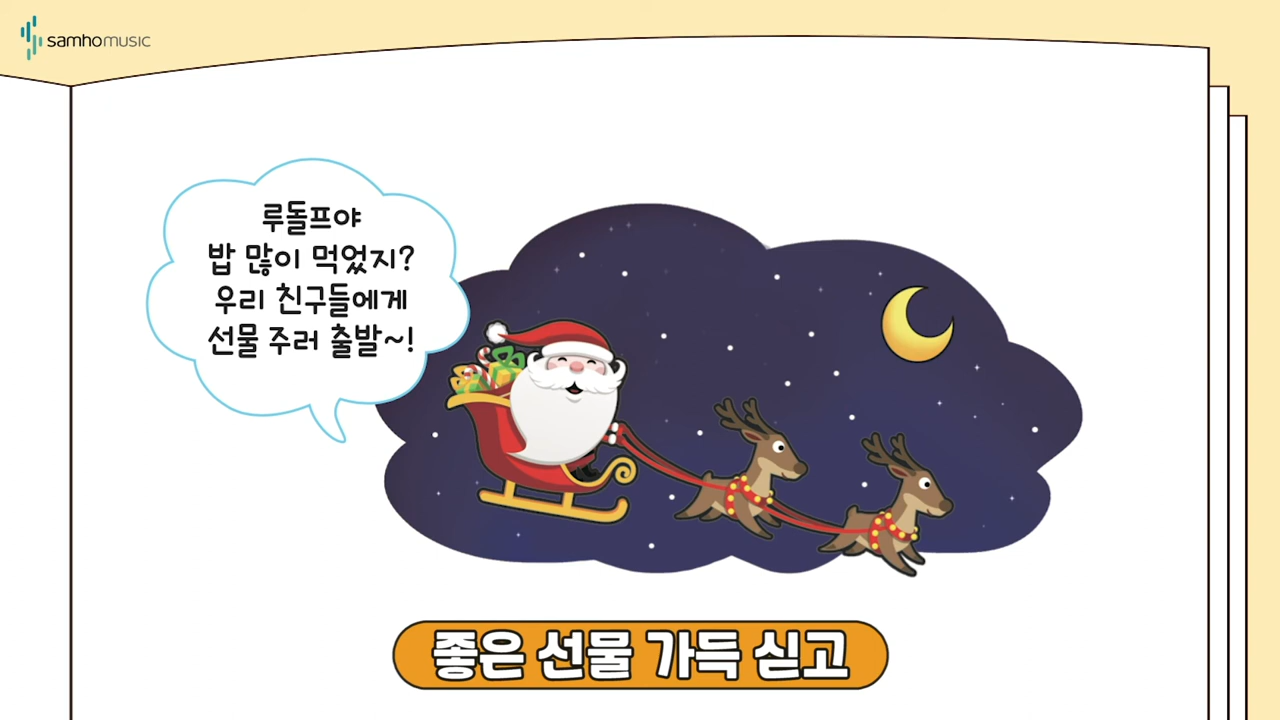 samhomusic
루돌프야
밥 많이 먹었지?
우리 친구들에게
선물 주러 출발~!
좋은 선물 가득 싣고